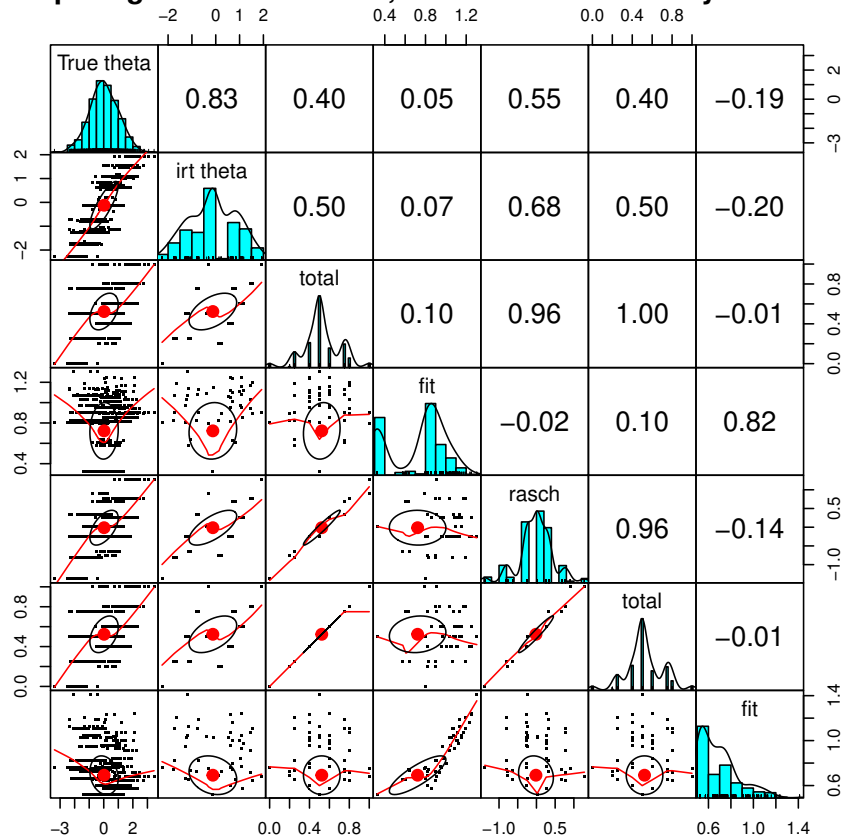 −2 0 1 2 0.4 0.8 1.2 0.0 0.4 0.8
True theta
0.83 0.40 0.05 0.55 0.40 −0.19
−3 0 2
irt theta
−2 0 1 2
0.50 0.07 0.68 0.50 −0.20
total
0.10 0.96 1.00 −0.01
0.0 0.4 0.8
fit
0.4 0.8 1.2
−0.02 0.10 0.82
rasch
0.96 −0.14
−1.0 0.5
total
0.0 0.4 0.8
−0.01
fit
0.6 1.0 1.4
−3 0 2 0.0 0.4 0.8 −1.0 0.5 0.6 1.0 1.4